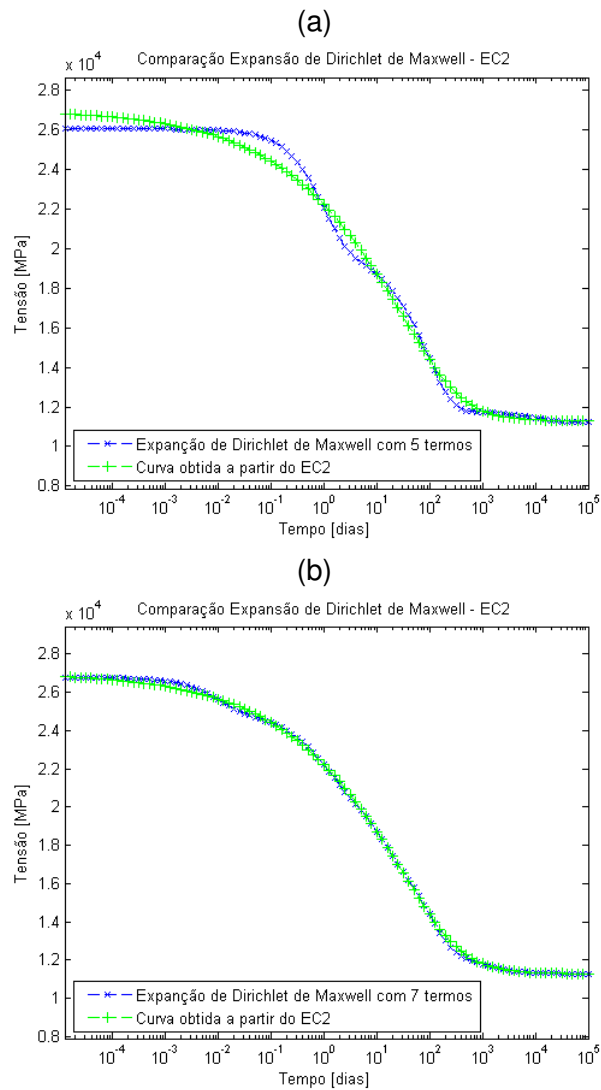 (a)
x 10^4
Comparação Expansão de Dirichlet de Maxwell - EC2
2.8
2.6
2.4
2.2
2
1.8
1.6
1.4
1.2
1
0.8
Tensão [MPa]
Expanção de Dirichlet de Maxwell com 5 termos
Curva obtida a partir do EC2
10^-4 10^-3 10^-2 10^-1 10^0 10^1 10^2 10^3 10^4 10^5
Tempo [dias]
(b)
x 10^4
Comparação Expansão de Dirichlet de Maxwell - EC2
2.8
2.6
2.4
2.2
2
1.8
1.6
1.4
1.2
1
0.8
Tensão [MPa]
Expanção de Dirichlet de Maxwell com 7 termos
Curva obtida a partir do EC2
10^-4 10^-3 10^-2 10^-1 10^0 10^1 10^2 10^3 10^4 10^5
Tempo [dias]